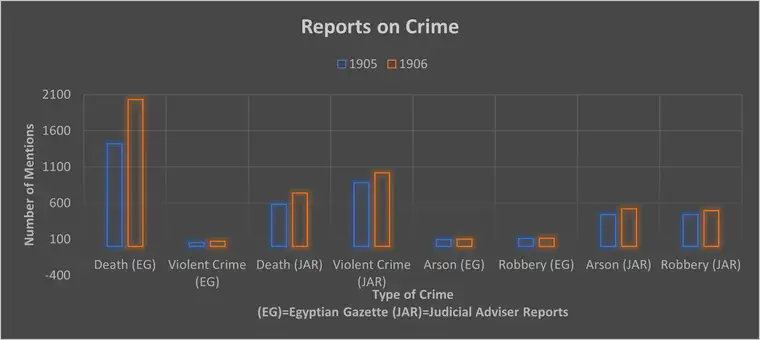 Reports on Crime
1905 1906
Number of Mentions
2100
1600
1100
600
100
-400
Death (EG) Violent Crime (EG) Death (JAR) Violent Crime (JAR) Arson (EG) Robbery (EG) Arson (JAR) Robbery (JAR)
Type of Crime
(EG)=Egyptian Gazette (JAR)=Judicial Adviser Reports